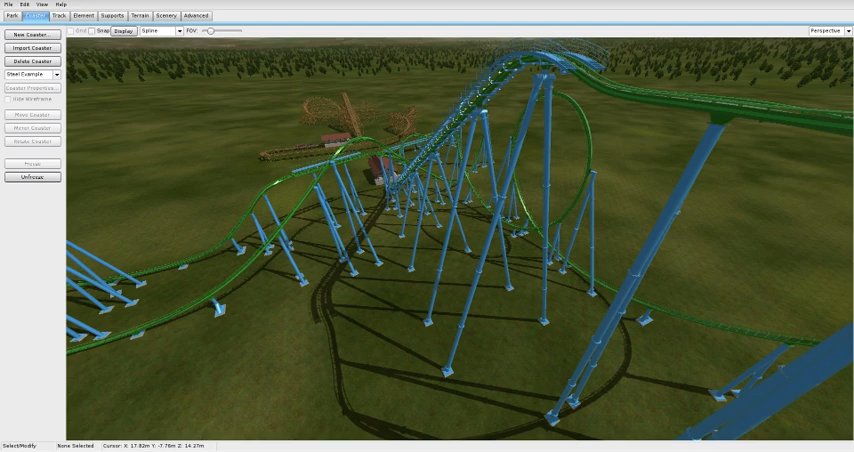 File Edit View Help
Park Coaster Track Element Supports Terrain Scenery Advanced
Grid Snap Display Spline FOV: Perspective
New Coaster...
Import Coaster
Delete Coaster
Steel Example
Coaster Properties...
Hide Wireframe
Move Coaster
Mirror Coaster
Rotate Coaster
Freeze
Unfreeze
Select/Modify None Selected Cursor: X: 17.82m Y: -7.76m Z: 14.27m